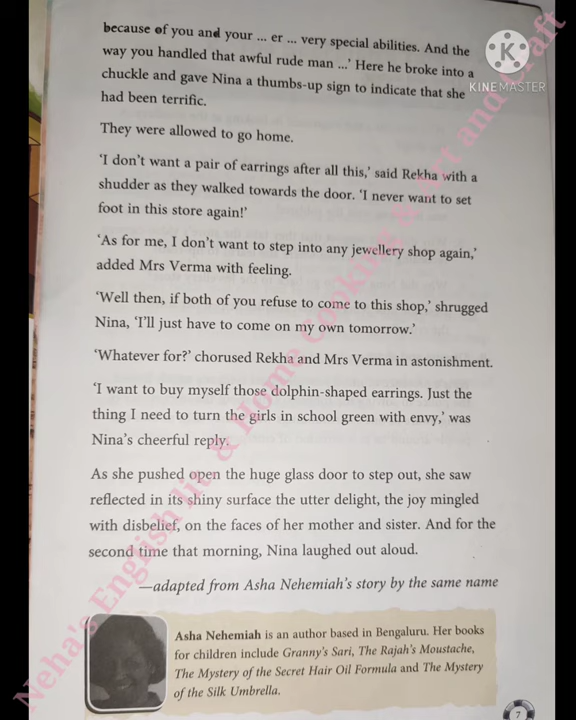 because of you and your ... er ... very special abilities. And the
way you handled that awful rude man ...' Here he broke into a
chuckle and gave Nina a thumbs-up sign to indicate that she
had been terrific.
They were allowed to go home.
'I don't want a pair of earrings after all this,' said Rekha with a
shudder as they walked towards the door. 'I never want to set
foot in this store again!'
'As for me, I don't want to step into any jewellery shop again,'
added Mrs Verma with feeling.
'Well then, if both of you refuse to come to this shop,' shrugged
Nina, 'I'll just have to come on my own tomorrow.'
'Whatever for?' chorused Rekha and Mrs Verma in astonishment.
'I want to buy myself those dolphin-shaped earrings. Just the
thing I need to turn the girls in school green with envy,' was
Nina's cheerful reply.
As she pushed open the huge glass door to step out, she saw
reflected in its shiny surface the utter delight, the joy mingled
with disbelief, on the faces of her mother and sister. And for the
second time that morning, Nina laughed out aloud.
—adapted from Asha Nehemiah's story by the same name
Asha Nehemiah is an author based in Bengaluru. Her books
for children include Granny's Sari, The Rajah's Moustache,
The Mystery of the Secret Hair Oil Formula and The Mystery
of the Silk Umbrella.
7
K
KINEMASTER
Neha's English lit. & Home Cooking & Art and Craft